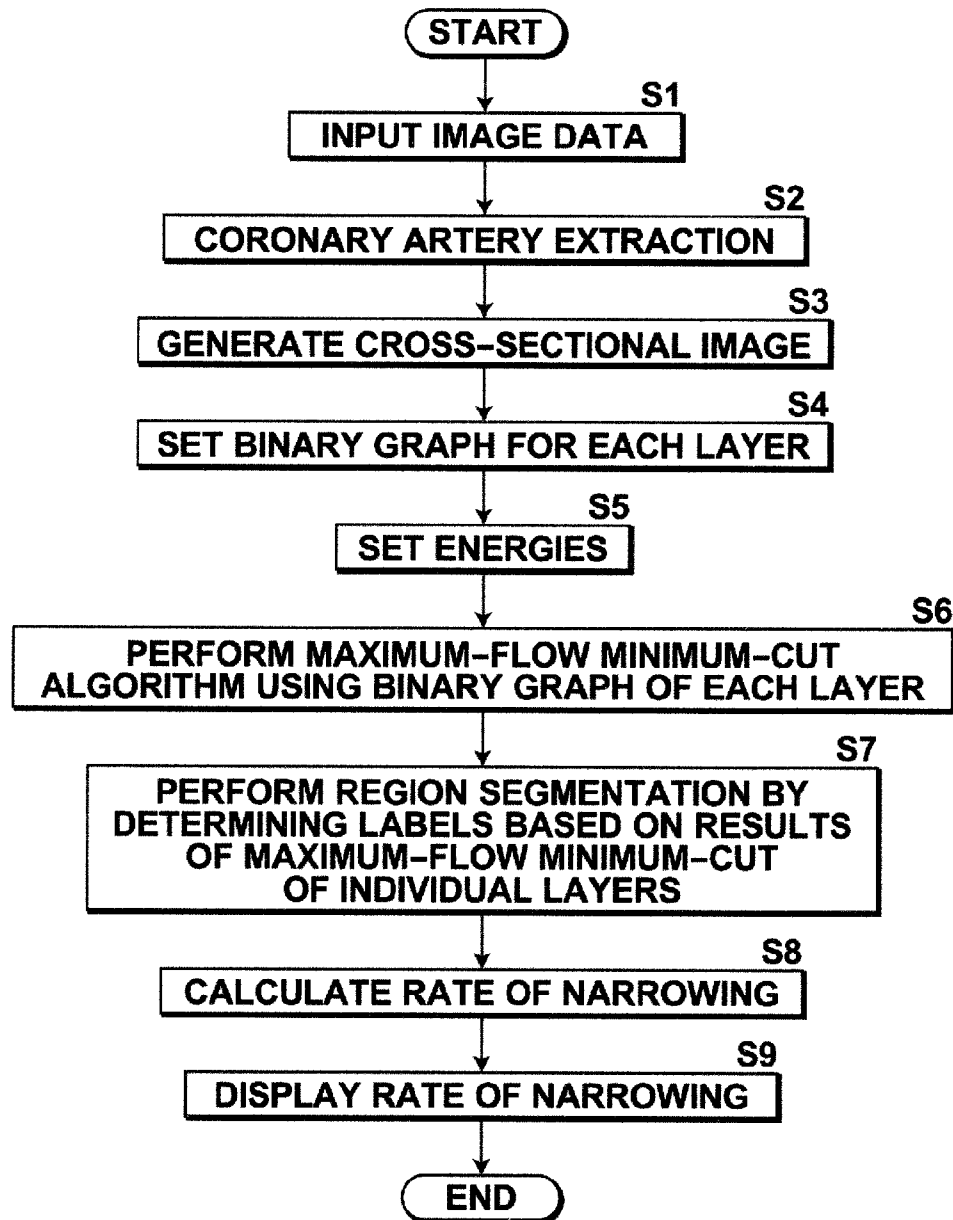 START
S1
INPUT IMAGE DATA
S2
CORONARY ARTERY EXTRACTION
S3
GENERATE CROSS-SECTIONAL IMAGE
S4
SET BINARY GRAPH FOR EACH LAYER
S5
SET ENERGIES
S6
PERFORM MAXIMUM-FLOW MINIMUM-CUT
ALGORITHM USING BINARY GRAPH OF EACH LAYER
S7
PERFORM REGION SEGMENTATION BY
DETERMINING LABELS BASED ON RESULTS
OF MAXIMUM-FLOW MINIMUM-CUT
OF INDIVIDUAL LAYERS
S8
CALCULATE RATE OF NARROWING
S9
DISPLAY RATE OF NARROWING
END